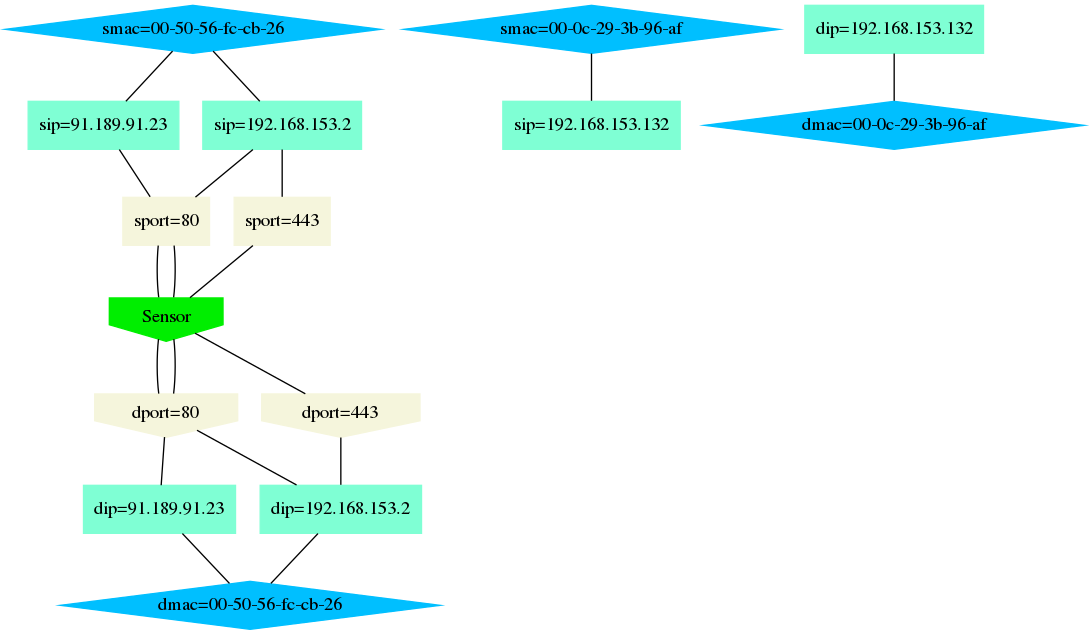 smac=00-50-56-fc-cb-26
smac=00-0c-29-3b-96-af
dip=192.168.153.132
sip=91.189.91.23
sip=192.168.153.2
sip=192.168.153.132
dmac=00-0c-29-3b-96-af
sport=80
sport=443
Sensor
dport=80
dport=443
dip=91.189.91.23
dip=192.168.153.2
dmac=00-50-56-fc-cb-26